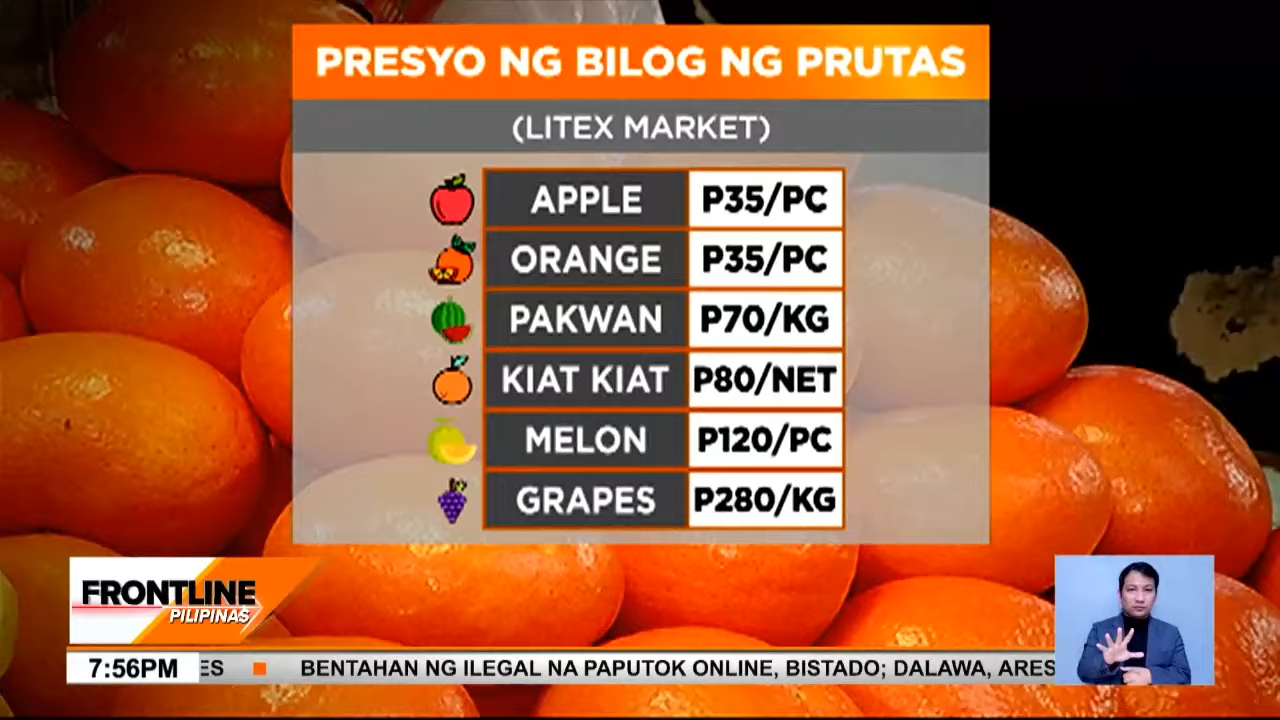 PRESYO NG BILOG NG PRUTAS
(LITEX MARKET)
APPLE P35/PC
ORANGE P35/PC
PAKWAN P70/KG
KIAT KIAT P80/NET
MELON P120/PC
GRAPES P280/KG
FRONTLINE
PILIPINAS
7:56PM ES ■ BENTAHAN NG ILEGAL NA PAPUTOK ONLINE, BISTADO; DALAWA, ARES